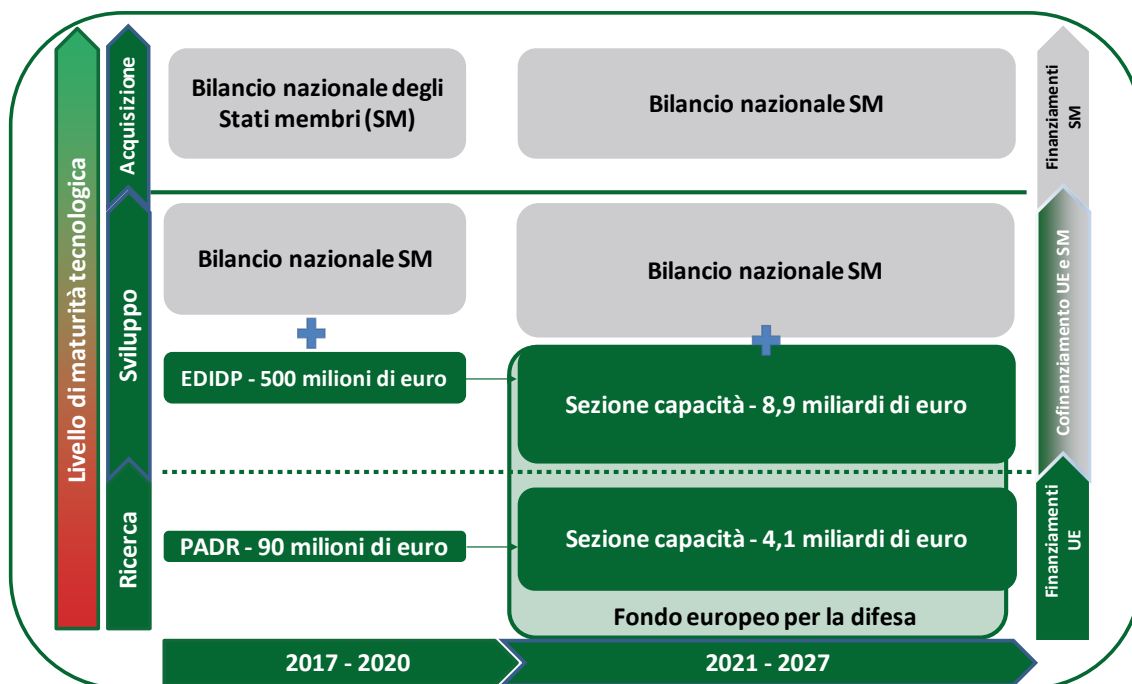 Livello di maturità tecnologica
Acquisizione
Bilancio nazionale degli
Stati membri (SM)
Bilancio nazionale SM
Finanziamenti
SM
Sviluppo
Bilancio nazionale SM
Bilancio nazionale SM
Cofinanziamento UE e SM
EDIDP - 500 milioni di euro
Sezione capacità - 8,9 miliardi di euro
Ricerca
PADR - 90 milioni di euro
Sezione capacità - 4,1 miliardi di euro
Finanziamenti
UE
Fondo europeo per la difesa
2017 - 2020
2021 - 2027